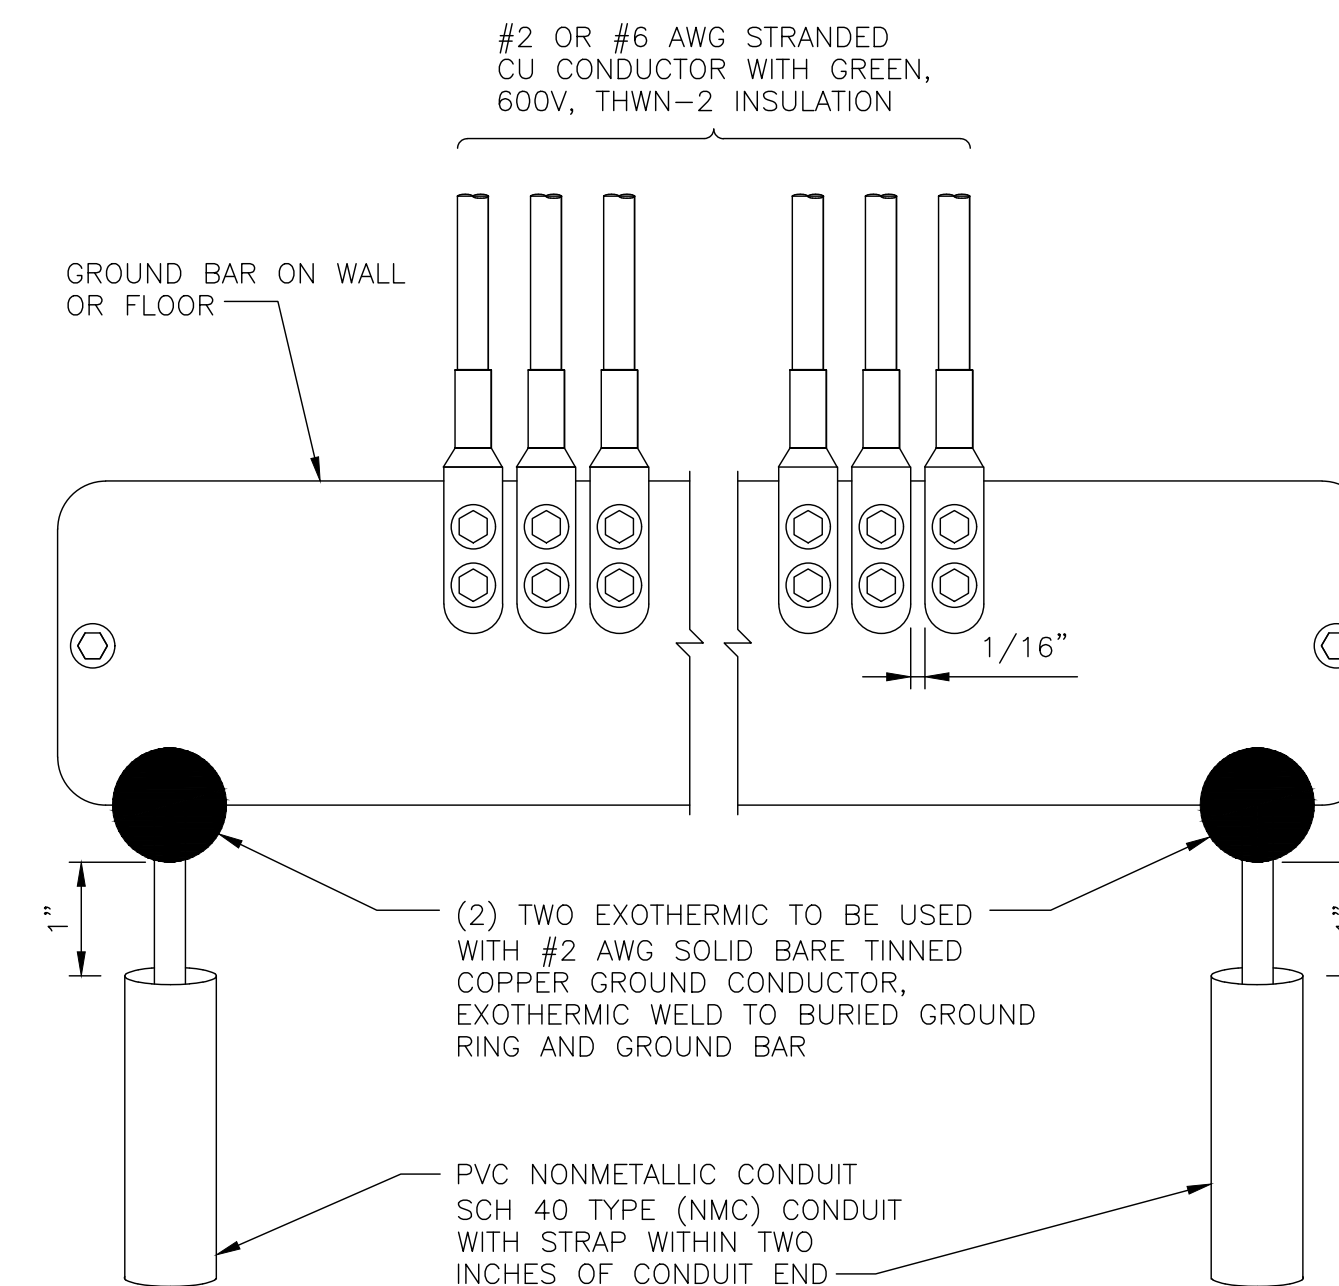 #2 OR #6 AWG STRANDED
CU CONDUCTOR WITH GREEN,
600V, THWN-2 INSULATION
GROUND BAR ON WALL
OR FLOOR
1/16"
1"
(2) TWO EXOTHERMIC TO BE USED
WITH #2 AWG SOLID BARE TINNED
COPPER GROUND CONDUCTOR,
EXOTHERMIC WELD TO BURIED GROUND
RING AND GROUND BAR
PVC NONMETALLIC CONDUIT
SCH 40 TYPE (NMC) CONDUIT
WITH STRAP WITHIN TWO
INCHES OF CONDUIT END